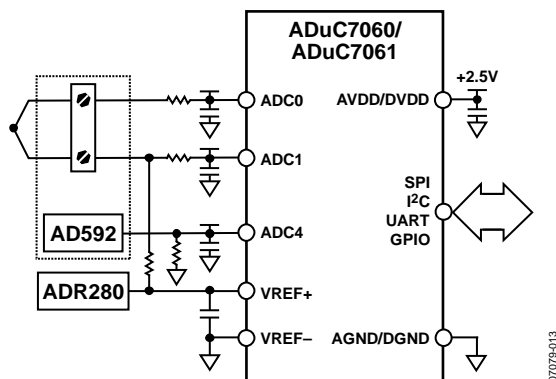 ADuC7060/
ADuC7061
+2.5V
ADC0
AVDD/DVDD
ADC1
SPI
I²C
UART
GPIO
AD592
ADC4
ADR280
VREF+
VREF–
AGND/DGND
07079-013